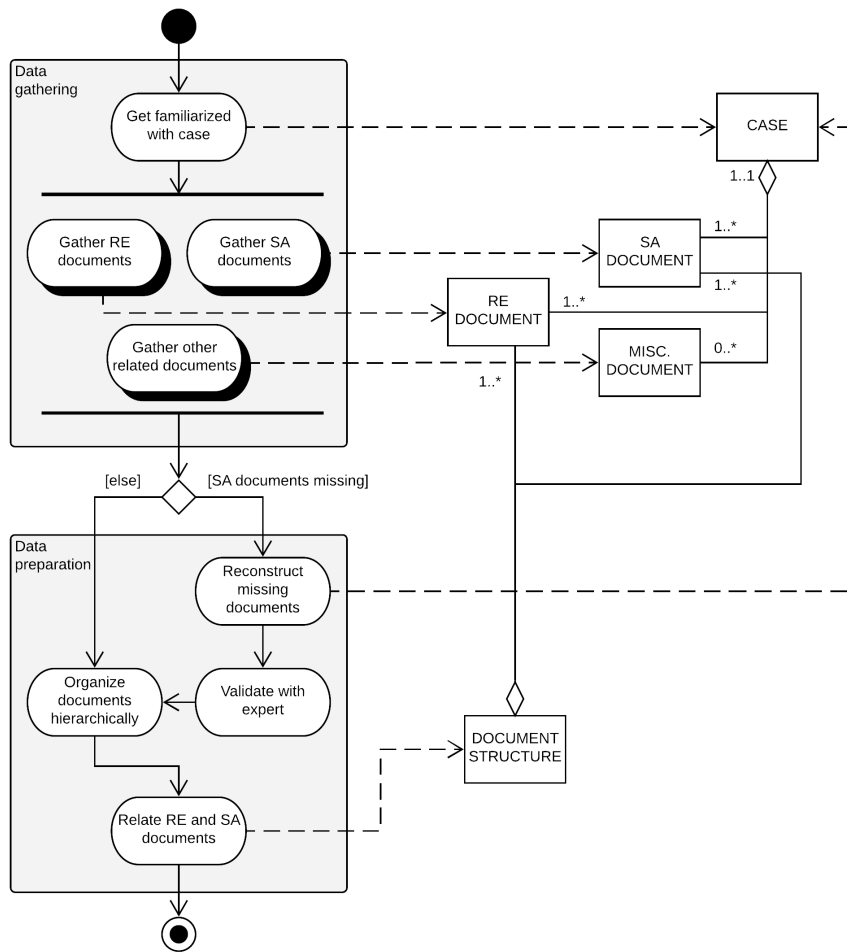 Data
gathering
Get familiarized
with case
CASE
1..1
Gather RE
documents
Gather SA
documents
SA
DOCUMENT
1..*
1..*
RE
DOCUMENT
1..*
Gather other
related documents
MISC.
DOCUMENT
0..*
1..*
[else]
[SA documents missing]
Data
preparation
Reconstruct
missing
documents
Organize
documents
hierarchically
Validate with
expert
DOCUMENT
STRUCTURE
Relate RE and SA
documents